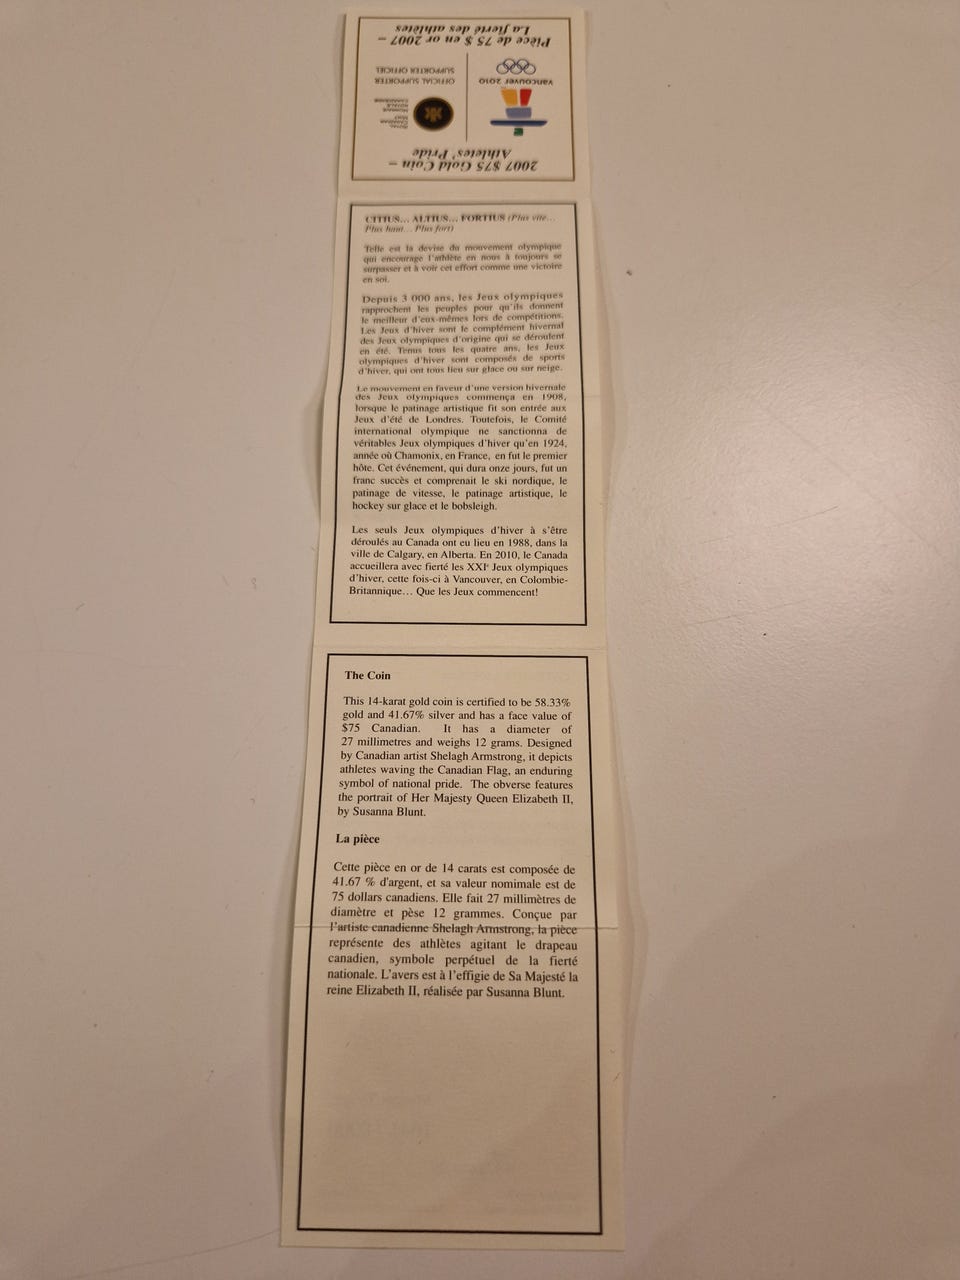 2007 $75 Gold Coin –
Athletes' Pride
ROYAL
CANADIAN
MINT
MONNAIE
ROYALE
CANADIENNE
OFFICIAL SUPPORTER
SUPPORTEUR OFFICIEL
vancouver 2010
Pièce de 75 $ en or 2007 –
La fierté des athlètes
CITIUS... ALTIUS... FORTIUS (Plus vite...
Plus haut... Plus fort)
Telle est la devise du mouvement olympique
qui encourage l'athlète en nous à toujours se
surpasser et à voir cet effort comme une victoire
en soi.
Depuis 3 000 ans, les Jeux olympiques
rapprochent les peuples pour qu'ils donnent
le meilleur d'eux-mêmes lors de compétitions.
Les Jeux d'hiver sont le complément hivernal
des Jeux olympiques d'origine qui se déroulent
en été. Tenus tous les quatre ans, les Jeux
olympiques d'hiver sont composés de sports
d'hiver, qui ont tous lieu sur glace ou sur neige.
Le mouvement en faveur d'une version hivernale
des Jeux olympiques commença en 1908,
lorsque le patinage artistique fit son entrée aux
Jeux d'été de Londres. Toutefois, le Comité
international olympique ne sanctionna de
véritables Jeux olympiques d'hiver qu'en 1924,
année où Chamonix, en France, en fut le premier
hôte. Cet événement, qui dura onze jours, fut un
franc succès et comprenait le ski nordique, le
patinage de vitesse, le patinage artistique, le
hockey sur glace et le bobsleigh.
Les seuls Jeux olympiques d'hiver à s'être
déroulés au Canada ont eu lieu en 1988, dans la
ville de Calgary, en Alberta. En 2010, le Canada
accueillera avec fierté les XXIᵉ Jeux olympiques
d'hiver, cette fois-ci à Vancouver, en Colombie-
Britannique... Que les Jeux commencent!
The Coin
This 14-karat gold coin is certified to be 58.33%
gold and 41.67% silver and has a face value of
$75 Canadian. It has a diameter of
27 millimetres and weighs 12 grams. Designed
by Canadian artist Shelagh Armstrong, it depicts
athletes waving the Canadian Flag, an enduring
symbol of national pride. The obverse features
the portrait of Her Majesty Queen Elizabeth II,
by Susanna Blunt.
La pièce
Cette pièce en or de 14 carats est composée de
41.67 % d'argent, et sa valeur nomimale est de
75 dollars canadiens. Elle fait 27 millimètres de
diamètre et pèse 12 grammes. Conçue par
l'artiste canadienne Shelagh Armstrong, la pièce
représente des athlètes agitant le drapeau
canadien, symbole perpétuel de la fierté
nationale. L'avers est à l'effigie de Sa Majesté la
reine Elizabeth II, réalisée par Susanna Blunt.